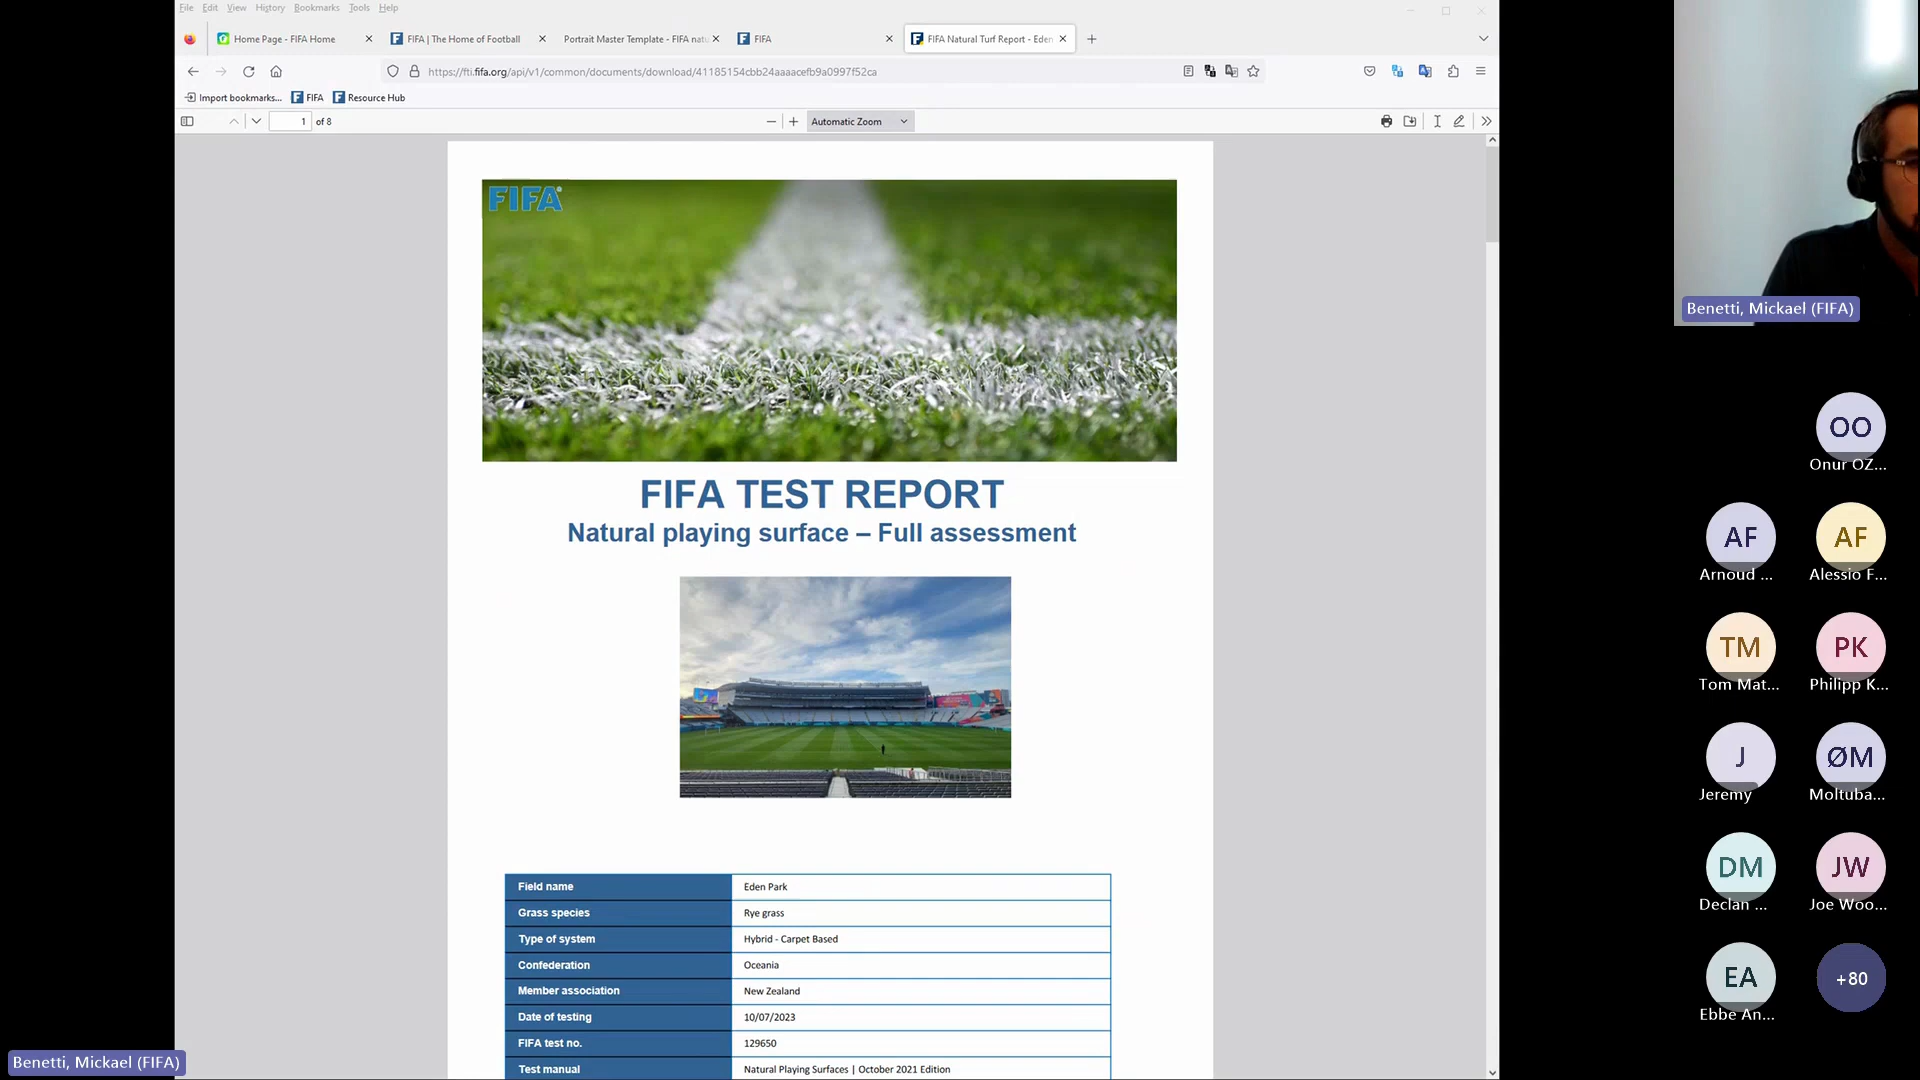 File Edit View History Bookmarks Tools Help
Home Page - FIFA Home
FIFA | The Home of Football
Portrait Master Template - FIFA natu
FIFA
FIFA Natural Turf Report - Eden
https://fti.fifa.org/api/v1/common/documents/download/41185154cbb24aaaacefb9a0997f52ca
Import bookmarks... FIFA Resource Hub
1 of 8
Automatic Zoom
FIFA
FIFA TEST REPORT
Natural playing surface – Full assessment
Field name Eden Park
Grass species Rye grass
Type of system Hybrid - Carpet Based
Confederation Oceania
Member association New Zealand
Date of testing 10/07/2023
FIFA test no. 129650
Test manual Natural Playing Surfaces | October 2021 Edition
Benetti, Mickael (FIFA)
Benetti, Mickael (FIFA)
OO
Onur OZ...
AF AF
Arnoud ... Alessio F...
TM PK
Tom Mat... Philipp K...
J ØM
Jeremy Moltuba...
DM JW
Declan ... Joe Woo...
EA +80
Ebbe An...